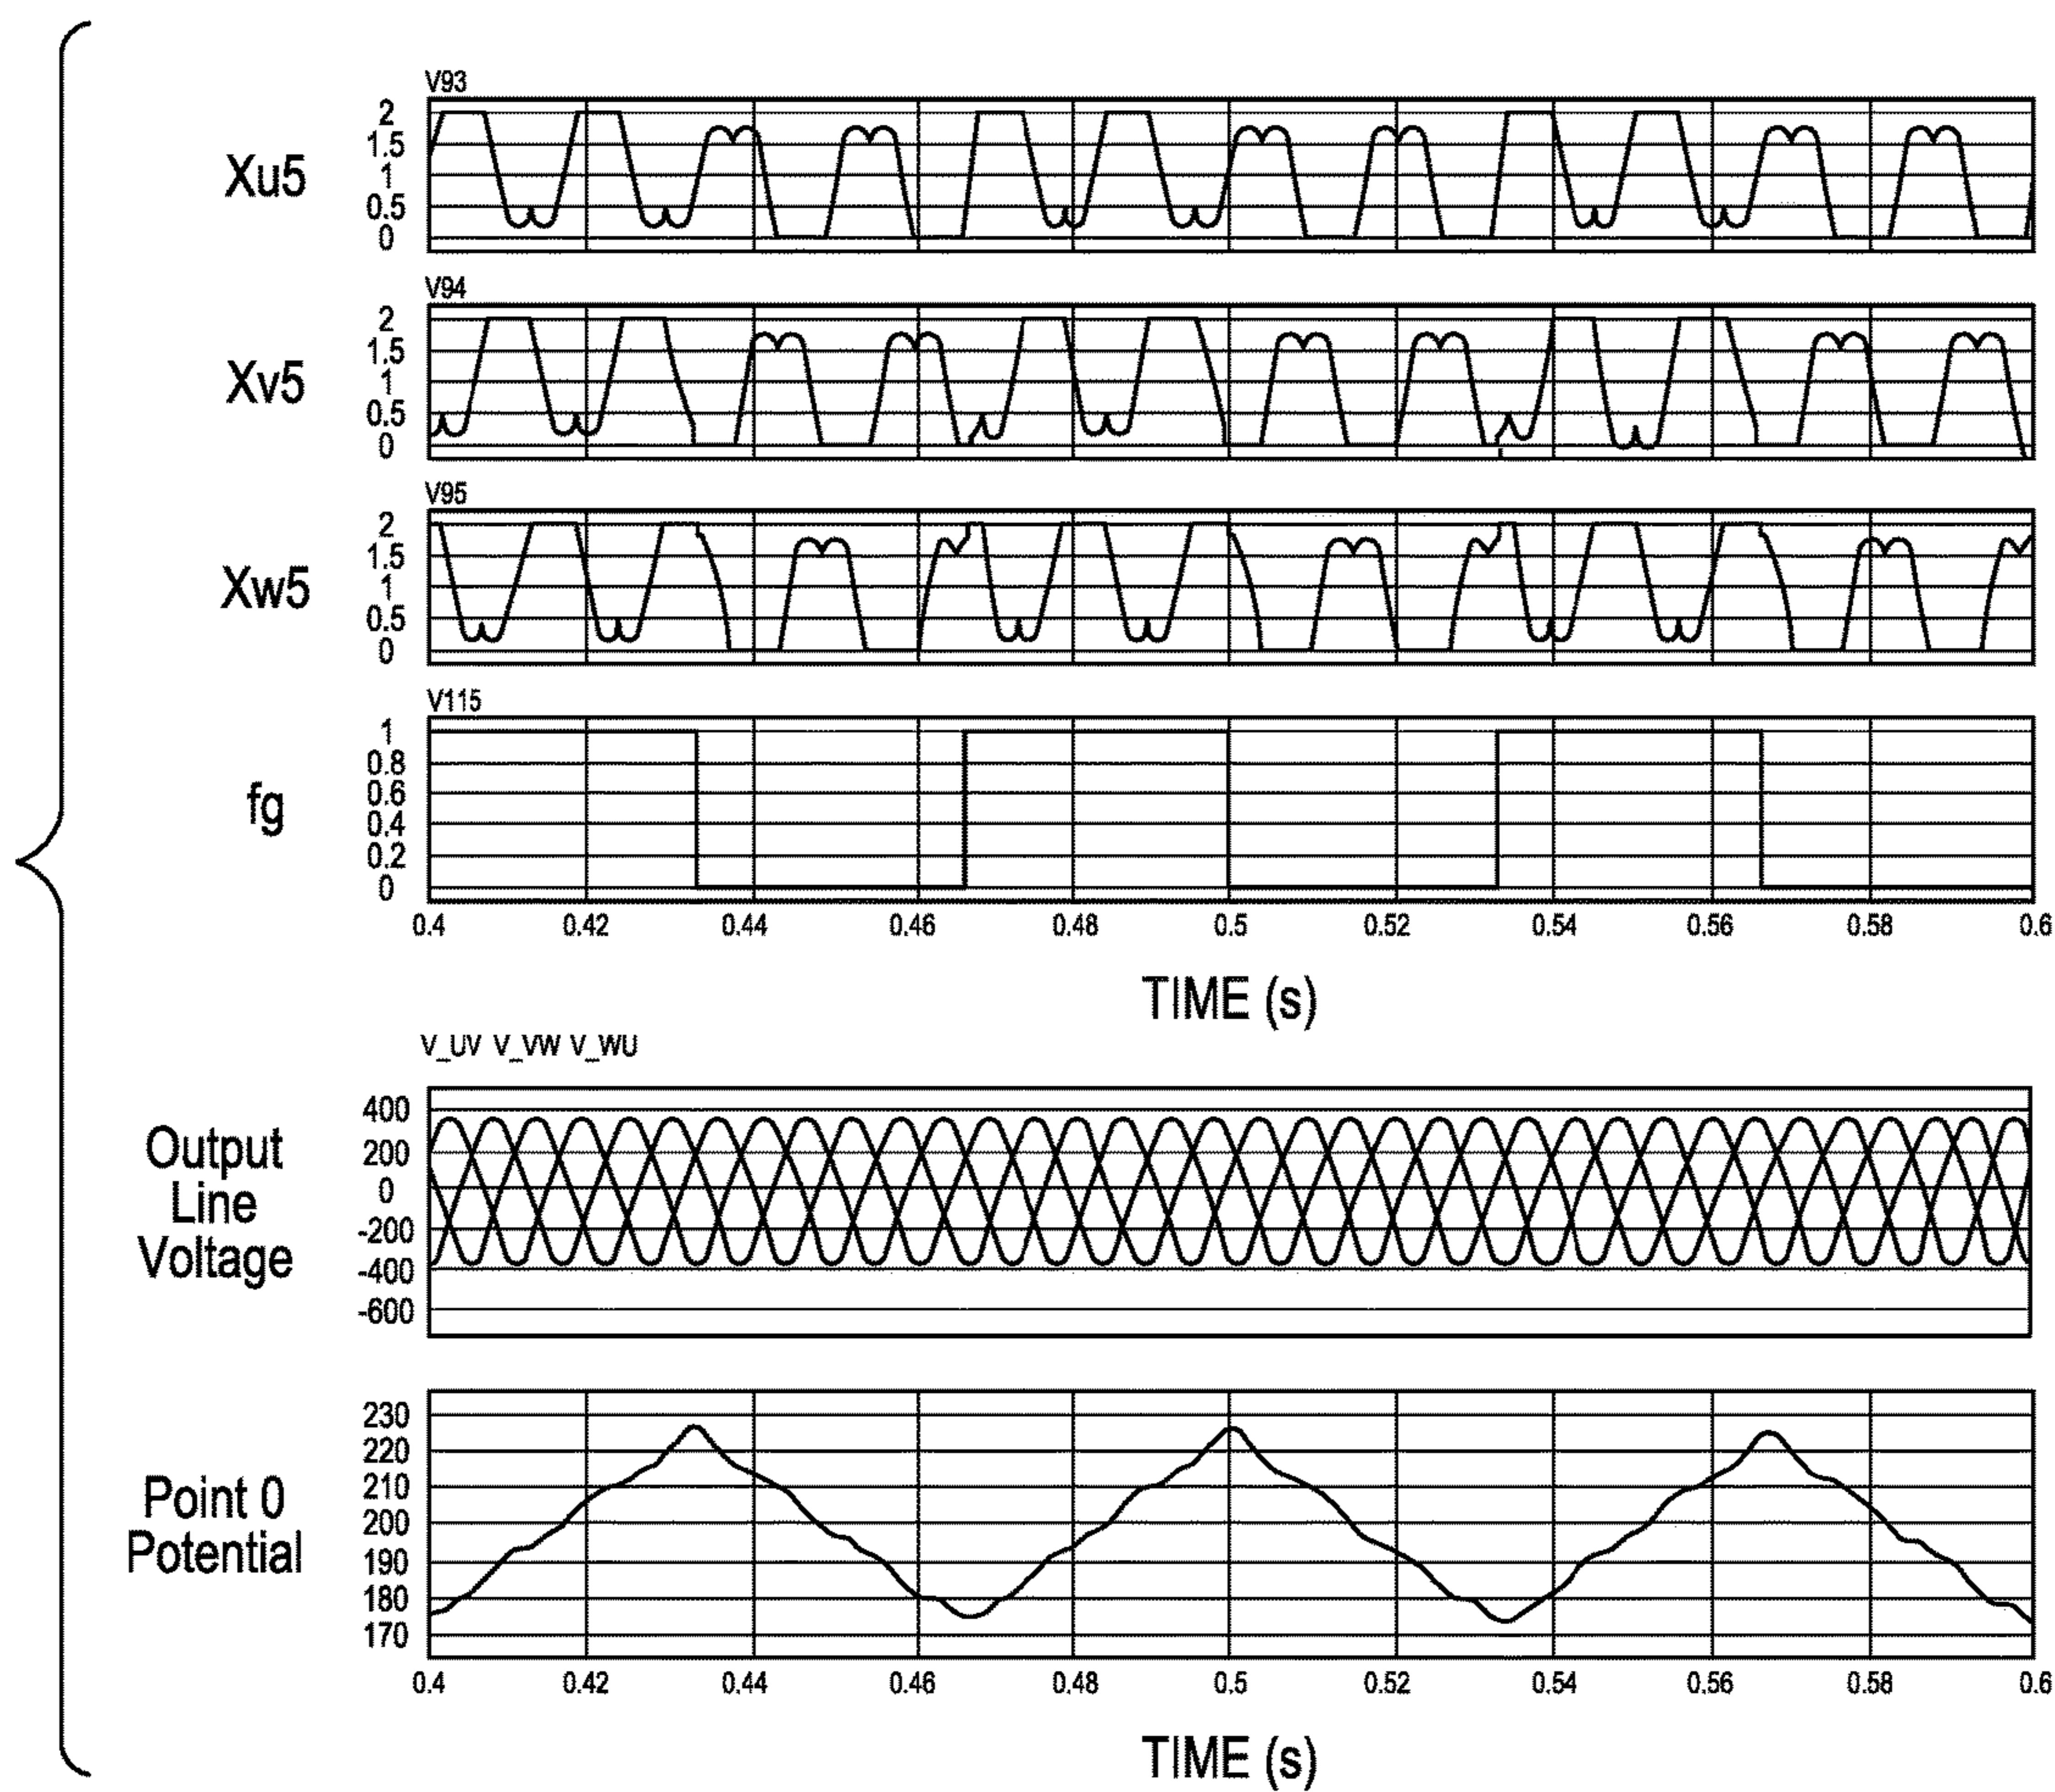 V93
Xu5
2
1.5
1
0.5
0
V94
Xv5
2
1.5
1
0.5
0
V95
Xw5
2
1.5
1
0.5
0
V115
fg
1
0.8
0.6
0.4
0.2
0
0.4 0.42 0.44 0.46 0.48 0.5 0.52 0.54 0.56 0.58 0.6
TIME (s)
V_UV V_VW V_WU
Output
Line
Voltage
400
200
0
-200
-400
-600
Point 0
Potential
230
220
210
200
190
180
170
0.4 0.42 0.44 0.46 0.48 0.5 0.52 0.54 0.56 0.58 0.6
TIME (s)